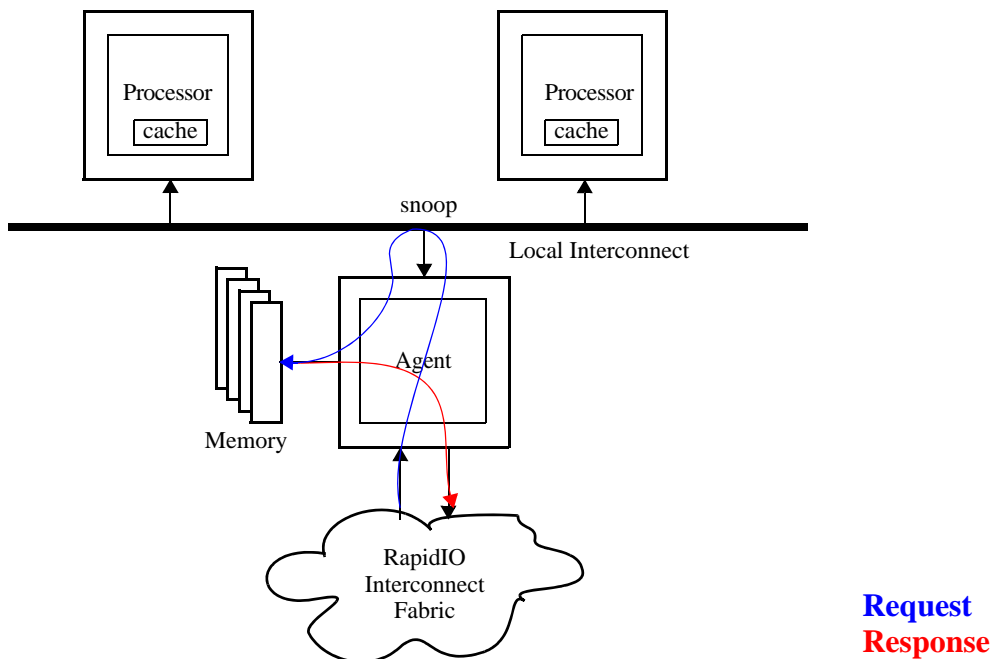 Processor
cache
Processor
cache
snoop
Local Interconnect
Agent
Memory
RapidIO
Interconnect
Fabric
Request
Response